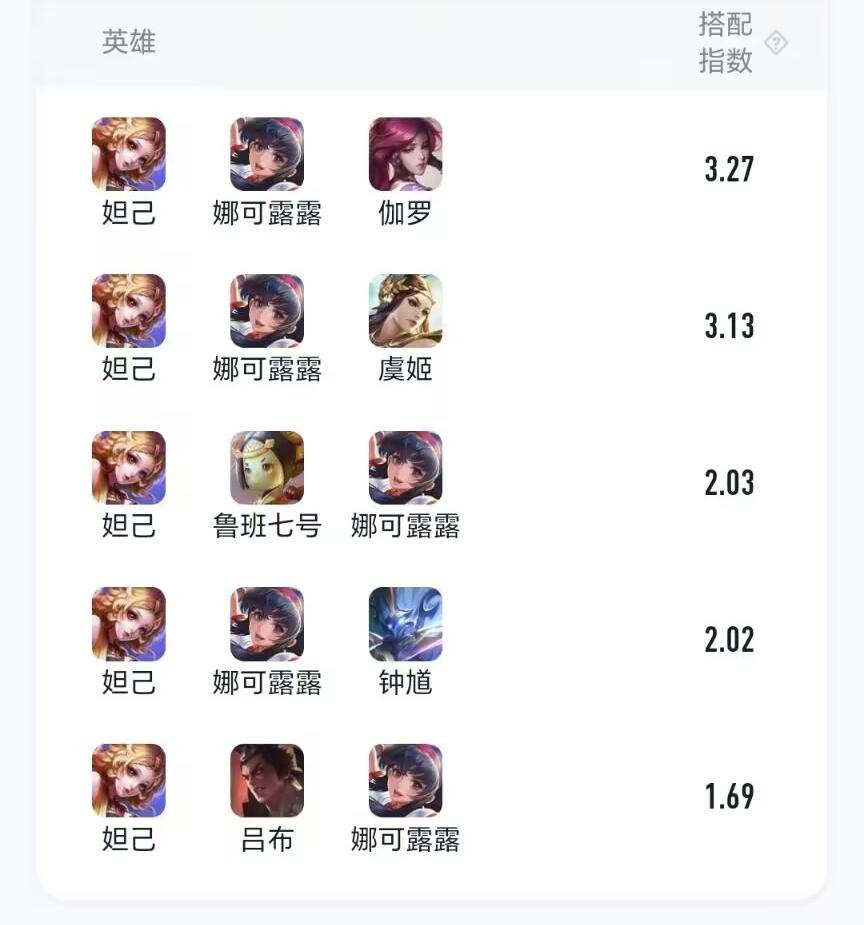 英雄
搭配
指数
?
妲己 娜可露露 伽罗 3.27
妲己 娜可露露 虞姬 3.13
妲己 鲁班七号 娜可露露 2.03
妲己 娜可露露 钟馗 2.02
妲己 吕布 娜可露露 1.69